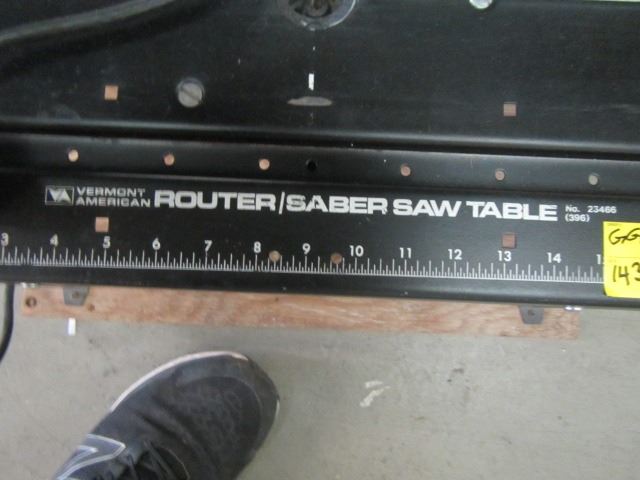 VA VERMONT AMERICAN ROUTER/SABER SAW TABLE No. 23466 (396)
3 4 5 6 7 8 9 10 11 12 13 14
GG
143